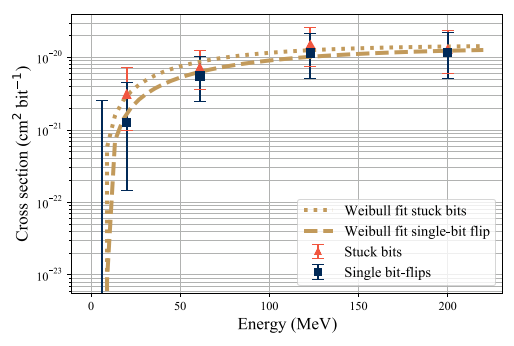 Cross section (cm² bit⁻¹)
10⁻²⁰
10⁻²¹
10⁻²²
10⁻²³
Weibull fit stuck bits
Weibull fit single-bit flip
Stuck bits
Single bit-flips
0 50 100 150 200
Energy (MeV)